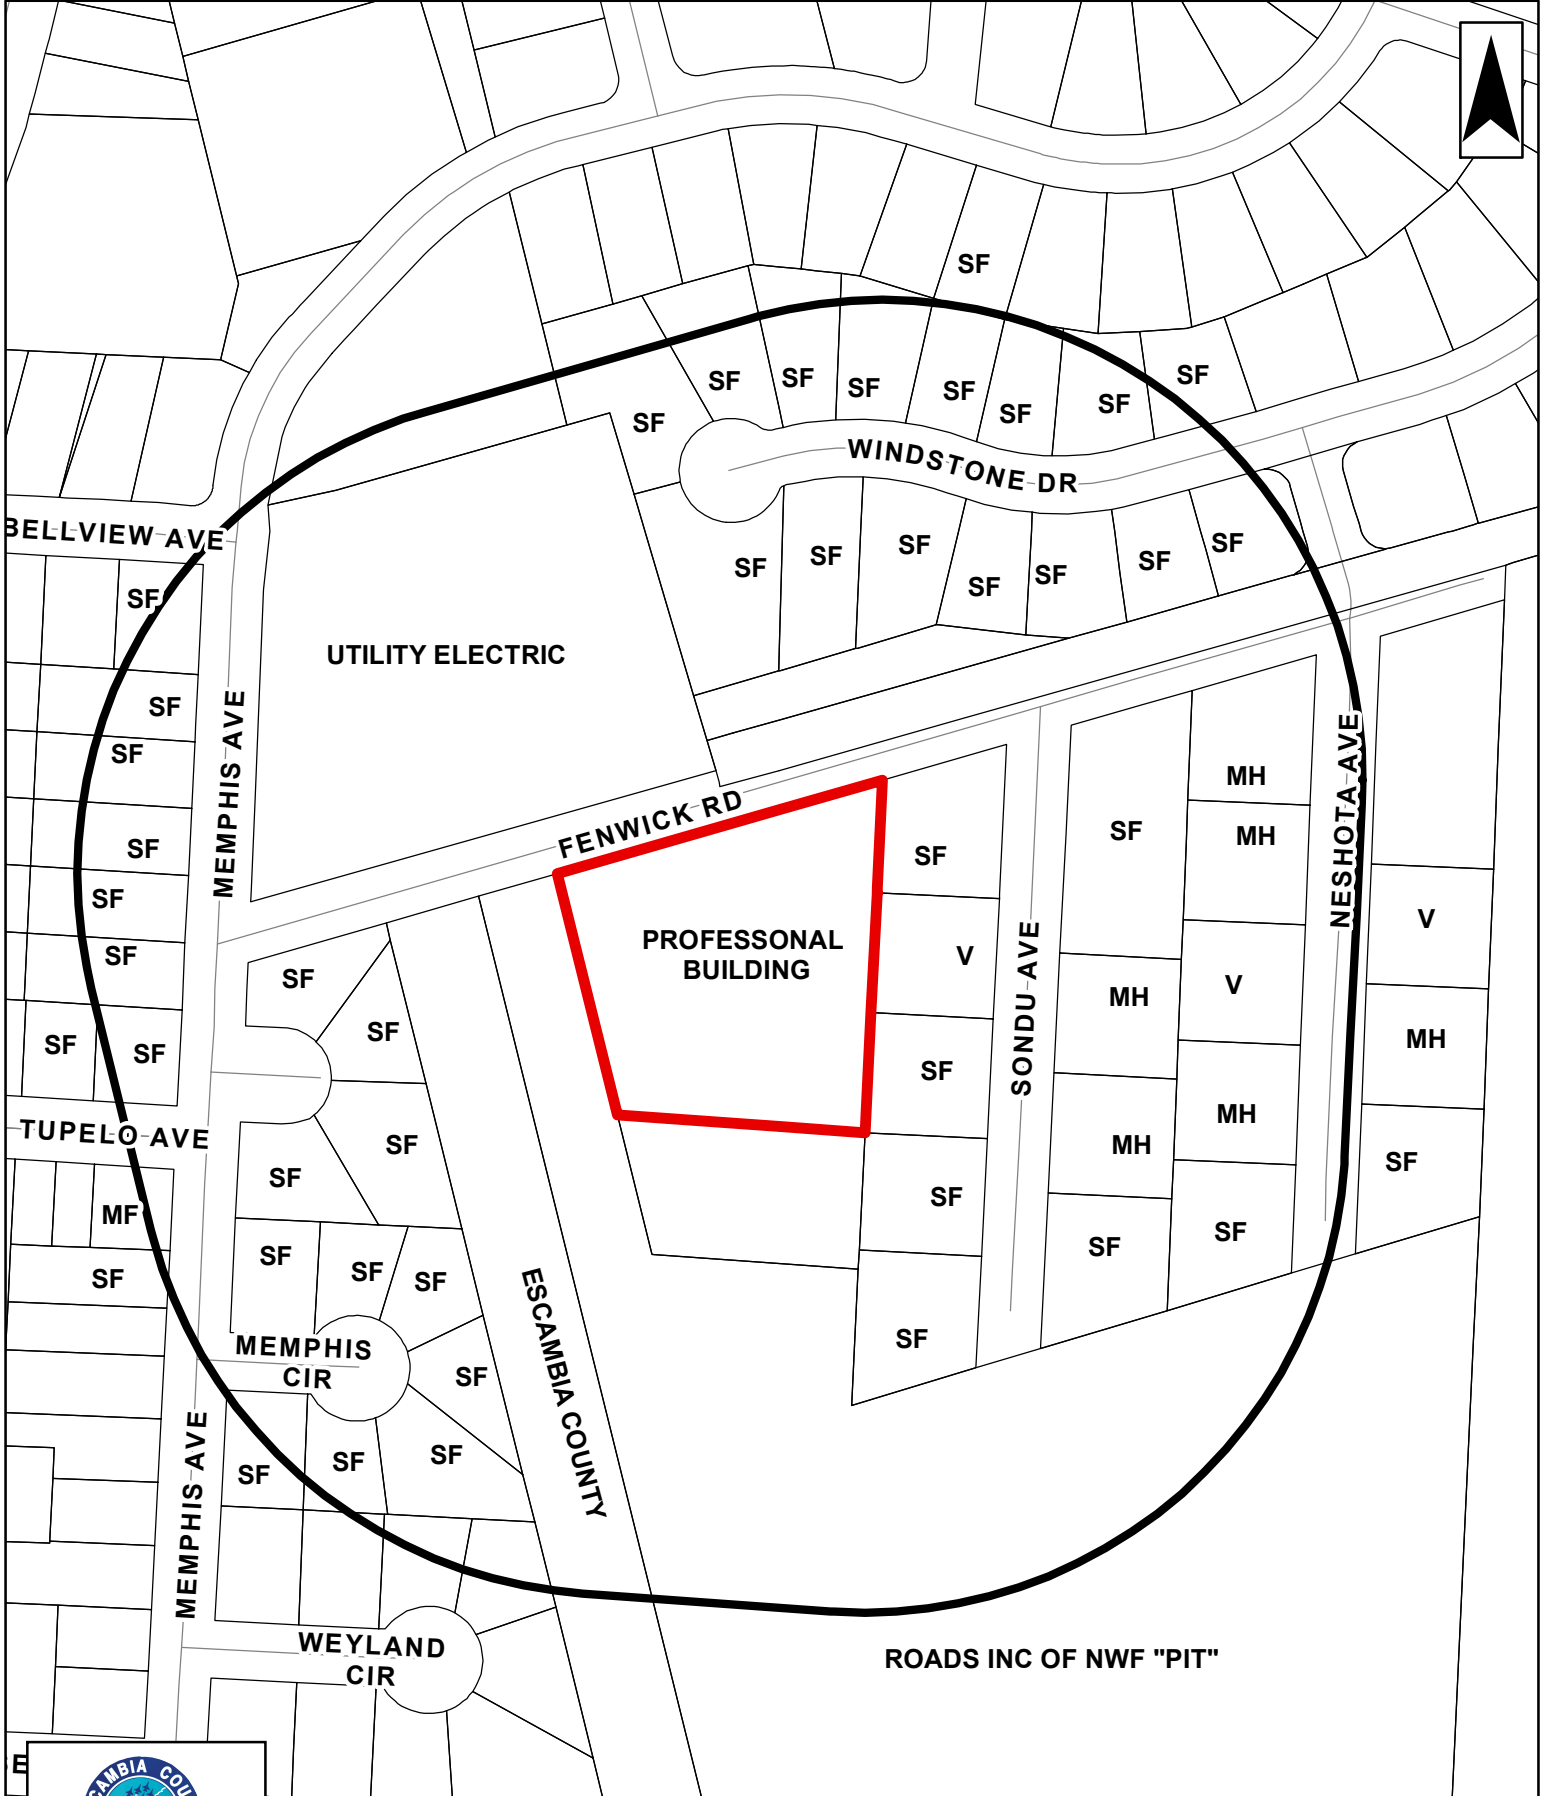 SF
SF
SF
SF
SF
SF
SF
SF
SF
SF
WINDSTONE DR
BELLVIEW AVE
SF
SF
SF
SF
SF
SF
SF
SF
UTILITY ELECTRIC
SF
SF
MEMPHIS AVE
SF
SF
SF
SF
SF
FENWICK RD
PROFESSONAL
BUILDING
SF
V
SF
SF
SF
SONDU AVE
SF
MH
MH
SF
MH
MH
V
MH
SF
NESHOTA AVE
V
MH
SF
SF
SF
SF
SF
SF
TUPELO AVE
SF
MF
SF
SF
SF
SF
MEMPHIS
CIR
SF
SF
SF
SF
ESCAMBIA COUNTY
MEMPHIS AVE
WEYLAND
CIR
ROADS INC OF NWF "PIT"